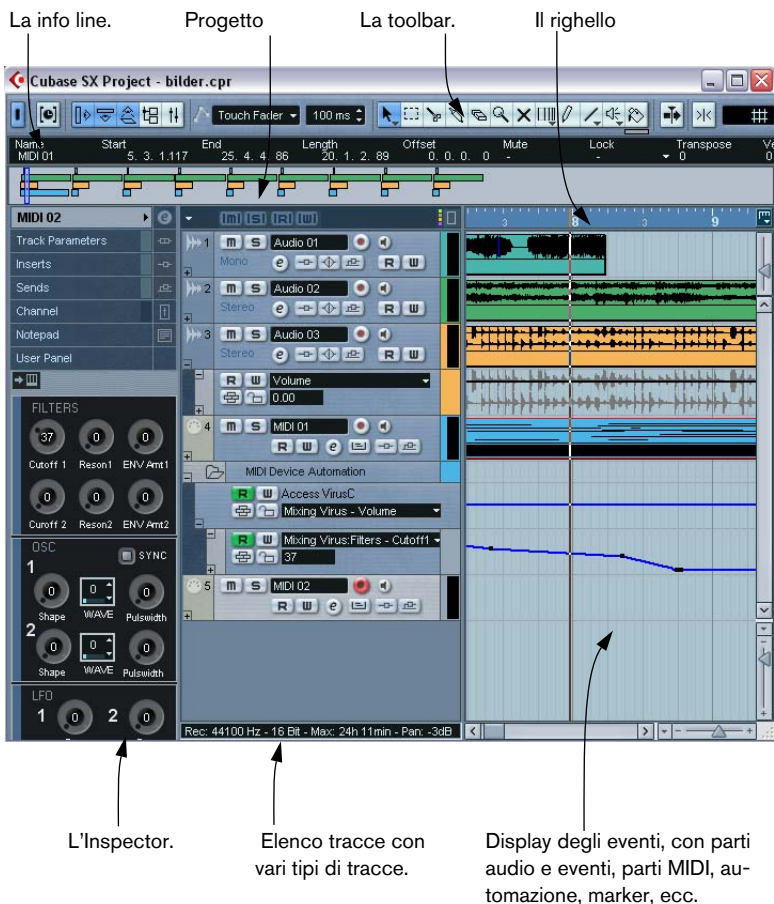 La info line.
Progetto
La toolbar.
Il righello
Cubase SX Project - bilder.cpr
Touch Fader
100 ms
Name Start End Length Offset Mute Lock Transpose Ve
MIDI 01 5. 3. 1.117 25. 4. 4. 86 20. 1. 2. 89 0. 0. 0. 0 - - 0 0
MIDI 02
Track Parameters
Inserts
Sends
Channel
Notepad
User Panel
FILTERS
37 0 0
Cutoff 1 Reson1 ENV Amt1
0 0 0
Curoff 2 Reson2 ENV Amt2
OSC
SYNC
1
0 0 0
Shape WAVE Pulswidth
2
0 0 0
Shape WAVE Pulswidth
LFO
1 0 2 0
m S R W
3 8 3 9
1 m S Audio 01
Mono e R W
2 m S Audio 02
Stereo e R W
3 m S Audio 03
Stereo e R W
R W Volume
0.00
4 m S MIDI 01
R W e
MIDI Device Automation
R W Access VirusC
Mixing Virus - Volume
R W Mixing Virus:Filters - Cutoff1
37
5 m S MIDI 02
R W e
Rec: 44100 Hz - 16 Bit - Max: 24h 11min - Pan: -3dB
L'Inspector.
Elenco tracce con
vari tipi di tracce.
Display degli eventi, con parti
audio e eventi, parti MIDI, au-
tomazione, marker, ecc.